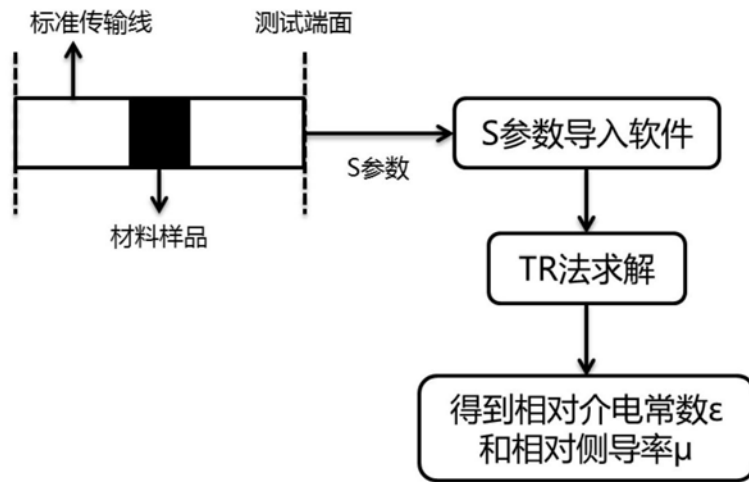 标准传输线
测试端面
S参数导入软件
S参数
材料样品
TR法求解
得到相对介电常数ε
和相对侧导率μ